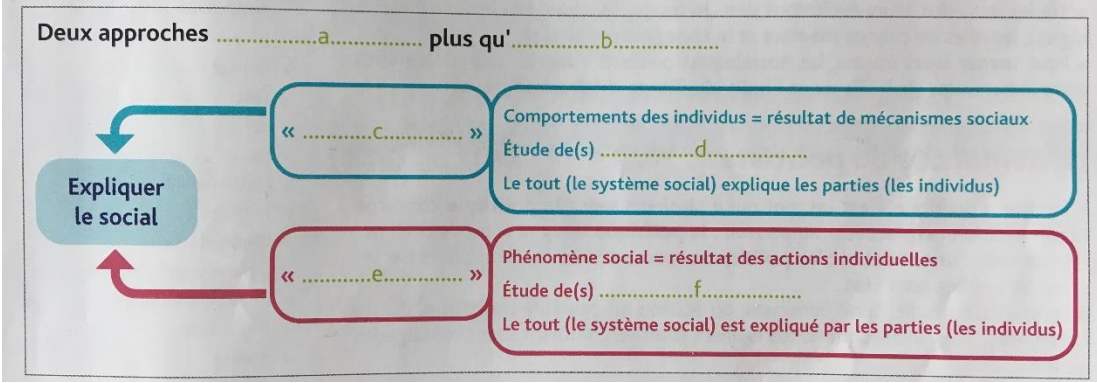 Deux approches ...............a.............. plus qu'..............b................
« ...........c............ »
Comportements des individus = résultat de mécanismes sociaux
Étude de(s) ...............d................
Le tout (le système social) explique les parties (les individus)
Expliquer
le social
« ...........e............ »
Phénomène social = résultat des actions individuelles
Étude de(s) ...............f................
Le tout (le système social) est expliqué par les parties (les individus)